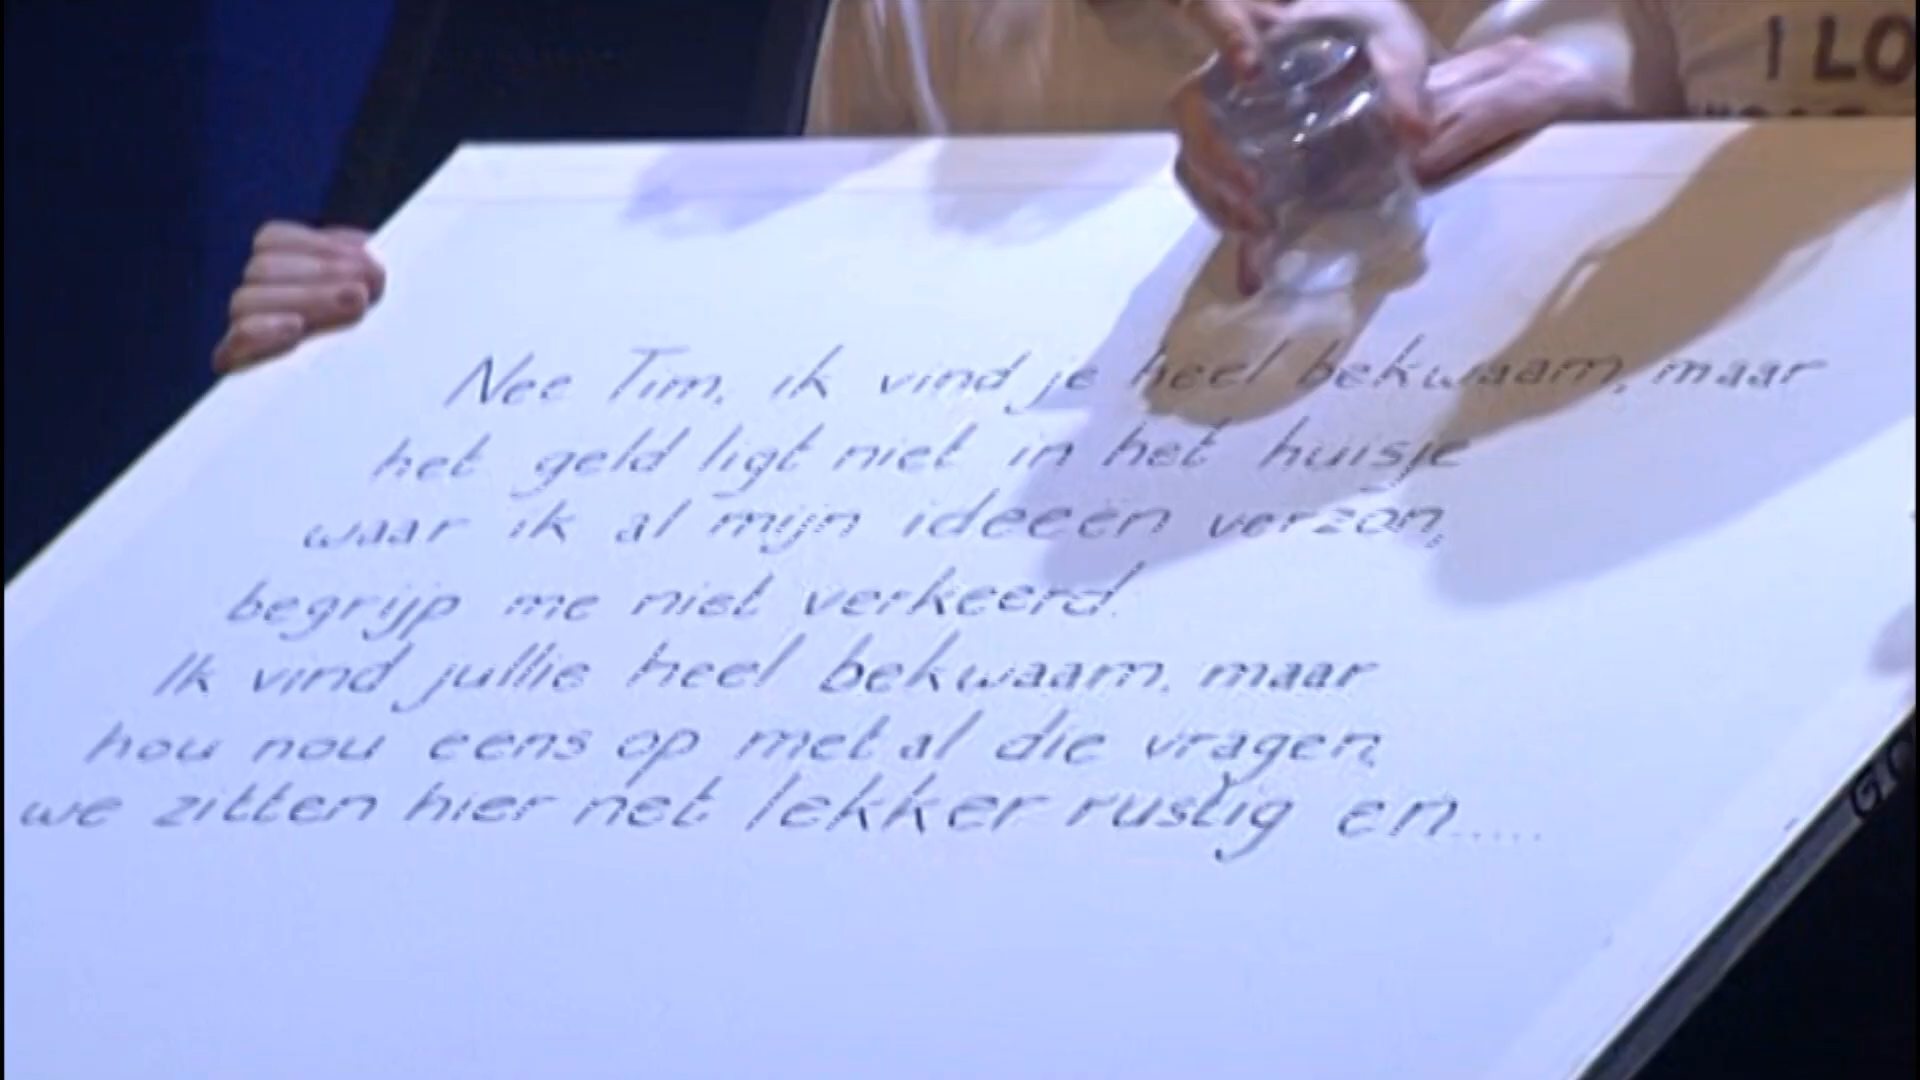 I LO
Nee Tim, ik vind je heel bekwaam, maar
het geld ligt niet in het huisje
waar ik al mijn ideeën verzon,
begrijp me niet verkeerd.
Ik vind jullie heel bekwaam, maar
hou nou eens op met al die vragen,
we zitten hier net lekker rustig en.....